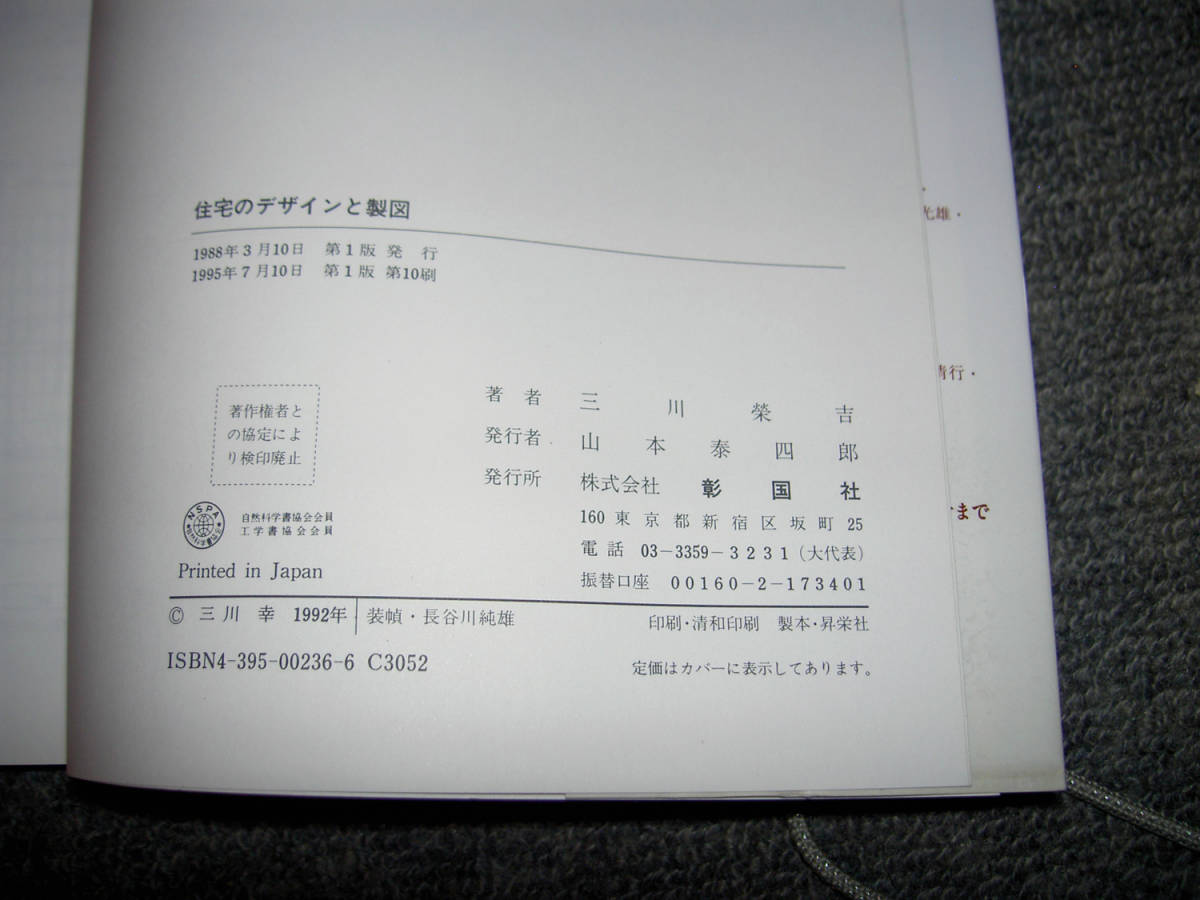 住宅のデザインと製図
1988年3月10日 第1版 発 行
1995年7月10日 第1版 第10刷
著作権者と
の協定によ
り検印廃止
著 者 三 川 榮 吉
発行者 山 本 泰 四 郎
発行所 株式会社 彰 国 社
160 東京都新宿区坂町 25
電話 03-3359-3231(大代表)
振替口座 00160-2-173401
NSPA
自然科学書協会会員
工学書協会会員
Printed in Japan
© 三 川 幸 1992年 装幀・長谷川純雄
印刷・清和印刷 製本・昇栄社
ISBN4-395-00236-6 C3052
定価はカバーに表示してあります。
光雄・
行・
まで